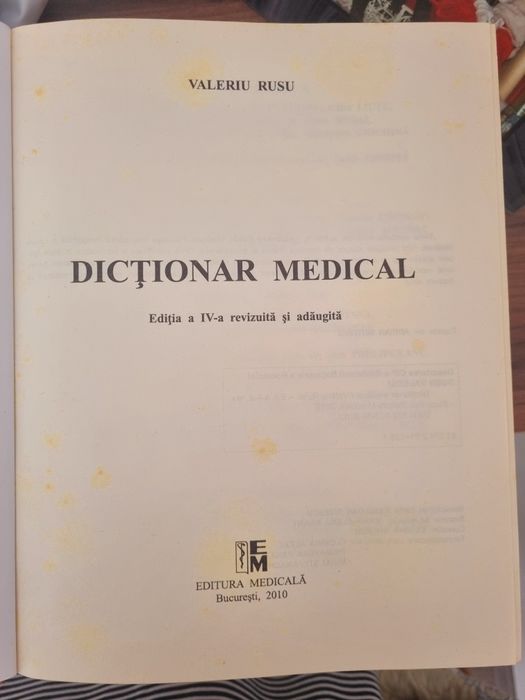 VALERIU RUSU
DICŢIONAR MEDICAL
Ediţia a IV-a revizuită şi adăugită
EM
EDITURA MEDICALĂ
Bucureşti, 2010